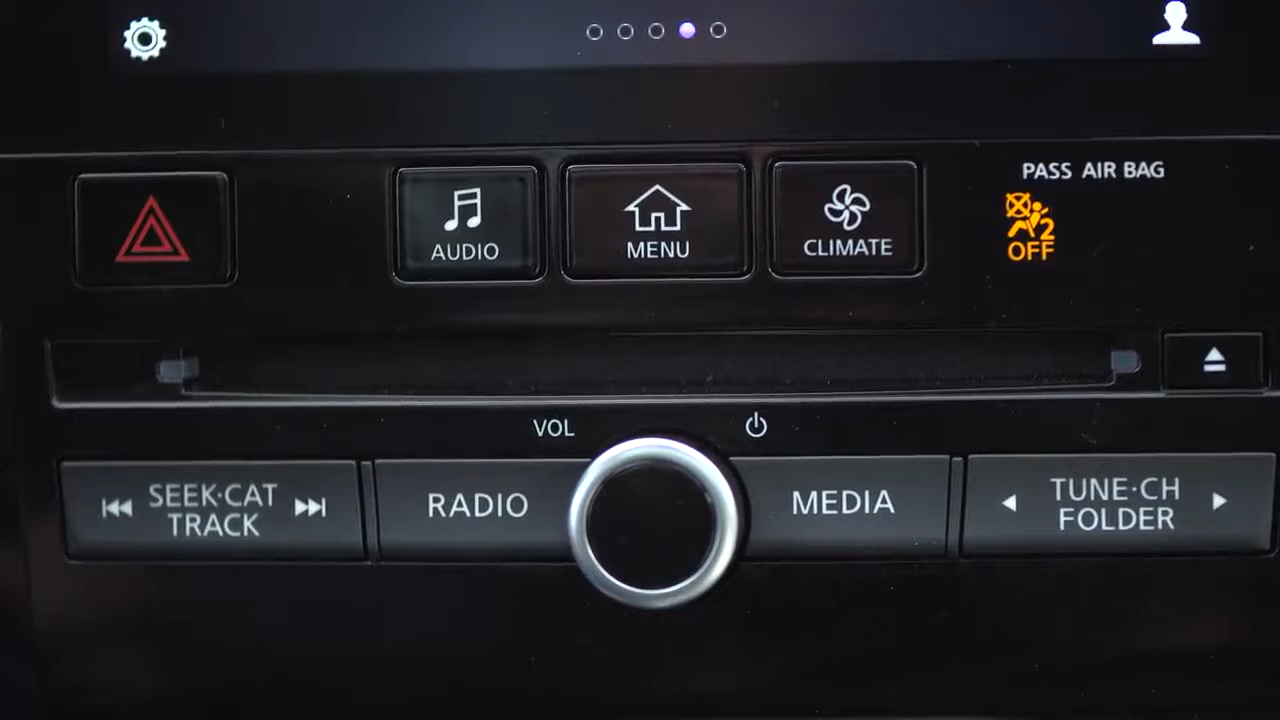 PASS AIR BAG
AUDIO
MENU
CLIMATE
2
OFF
VOL
SEEK·CAT
TRACK
RADIO
MEDIA
TUNE·CH
FOLDER